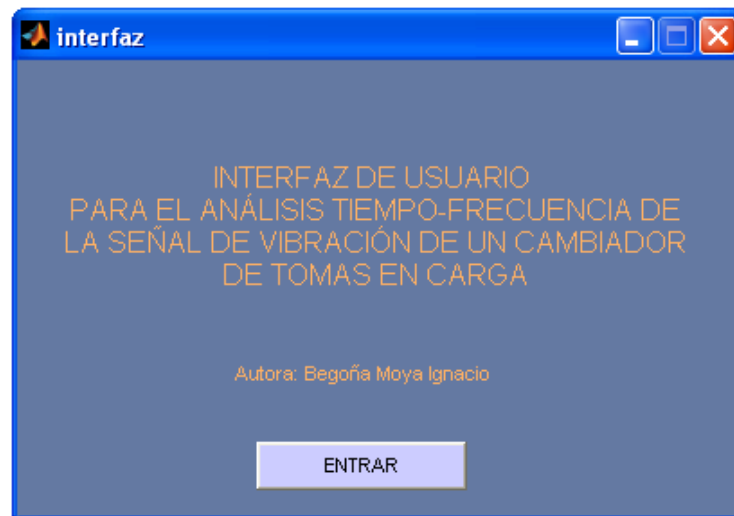 interfaz
INTERFAZ DE USUARIO
PARA EL ANÁLISIS TIEMPO-FRECUENCIA DE
LA SEÑAL DE VIBRACIÓN DE UN CAMBIADOR
DE TOMAS EN CARGA
Autora: Begoña Moya Ignacio
ENTRAR